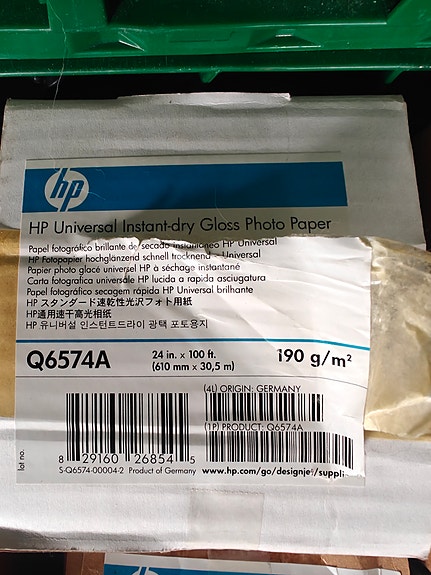 hp
HP Universal Instant-dry Gloss Photo Paper
Papel fotográfico brillante de secado instantáneo HP Universal
HP Fotopapier hochglänzend schnell trocknend - Universal
Papier photo glacé universel HP à séchage instantané
Carta fotografica universale HP lucida a rapida asciugatura
Papel fotográfico secagem rápida HP Universal brilhante
HP スタンダード速乾性光沢フォト用紙
HP通用速干高光相纸
HP 유니버설 인스턴트드라이 광택 포토용지
Q6574A
24 in. x 100 ft.
(610 mm x 30,5 m)
190 g/m²
(4L) ORIGIN: GERMANY
(1P) PRODUCT: Q6574A
lot no.
8 29160 26854 5
S-Q6574-00004-2 Product of Germany
www.hp.com/go/designjet/suppli
hp